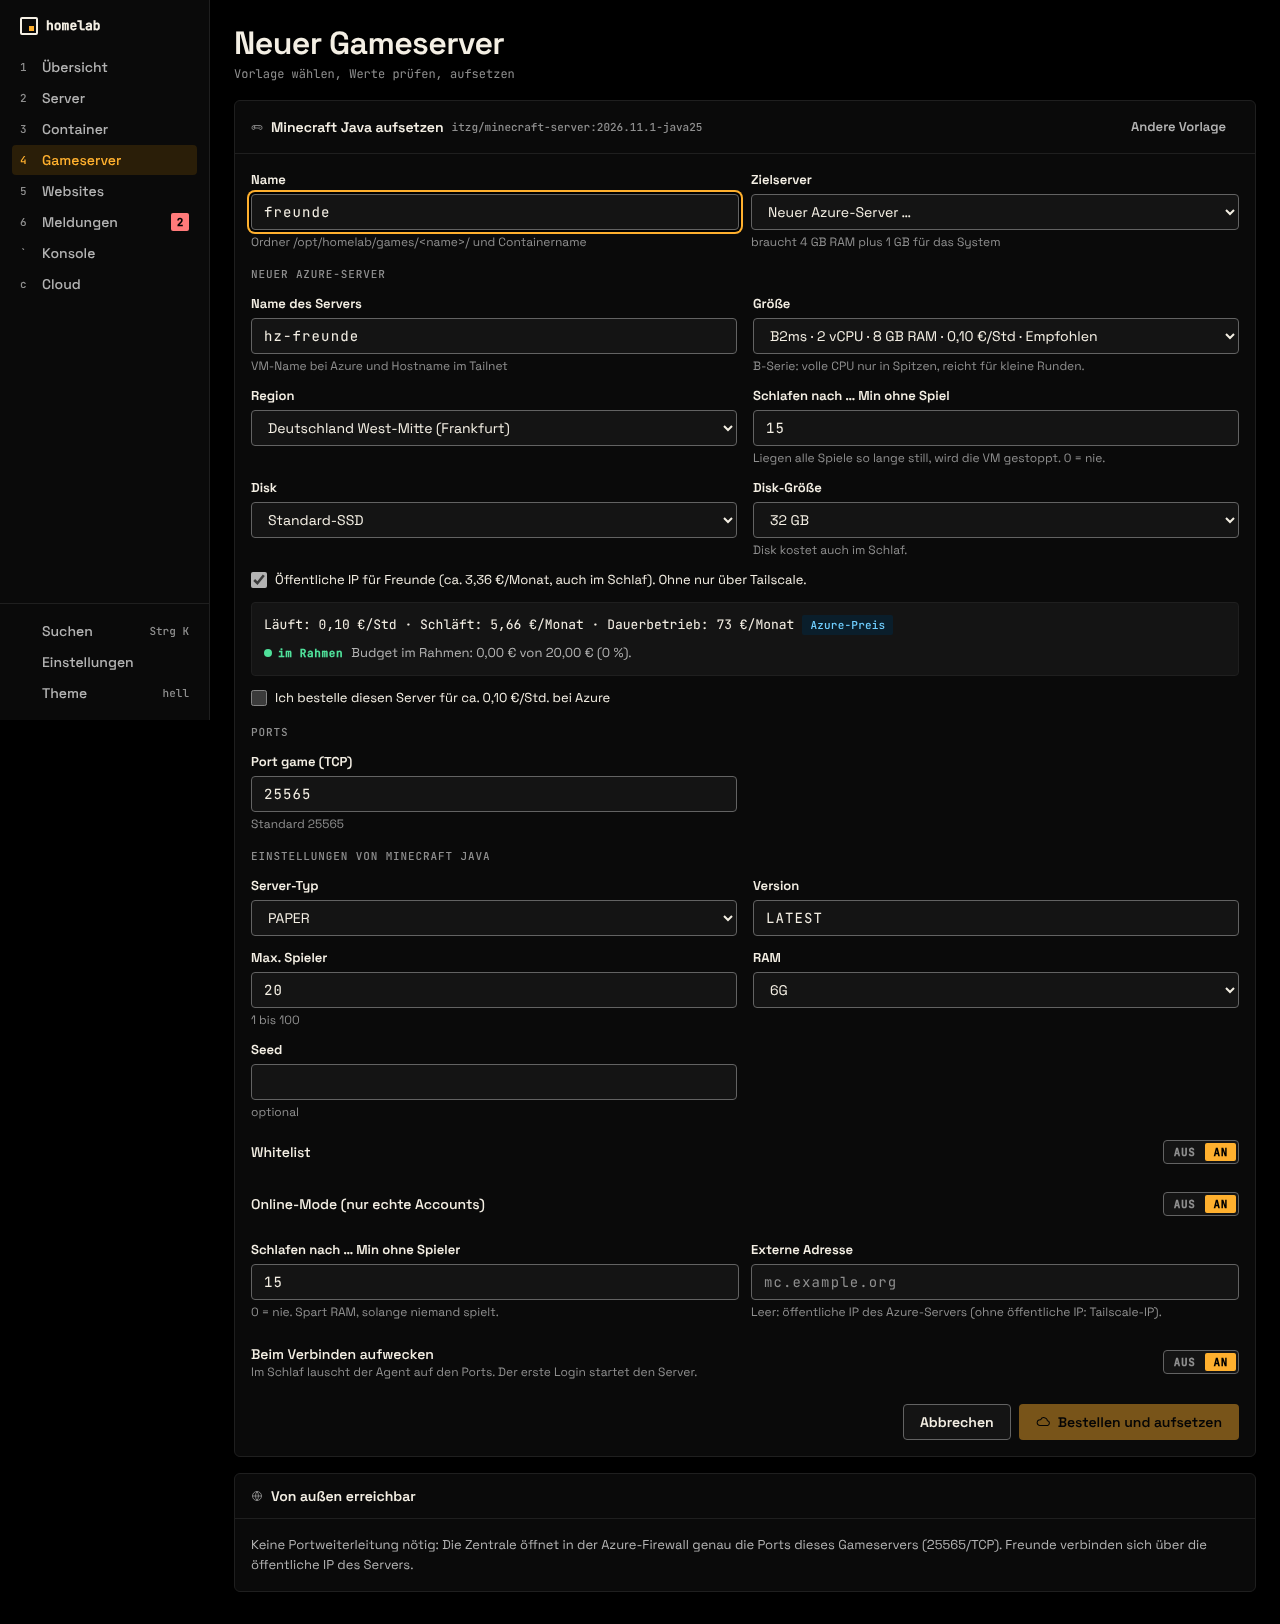 homelab
1 Übersicht
2 Server
3 Container
4 Gameserver
5 Websites
6 Meldungen 2
` Konsole
c Cloud
Suchen Strg K
Einstellungen
Theme hell
Neuer Gameserver
Vorlage wählen, Werte prüfen, aufsetzen
Minecraft Java aufsetzen itzg/minecraft-server:2026.11.1-java25 Andere Vorlage
Name Zielserver
freunde Neuer Azure-Server …
Ordner /opt/homelab/games/<name>/ und Containername braucht 4 GB RAM plus 1 GB für das System
NEUER AZURE-SERVER
Name des Servers Größe
hz-freunde B2ms · 2 vCPU · 8 GB RAM · 0,10 €/Std · Empfohlen
VM-Name bei Azure und Hostname im Tailnet B-Serie: volle CPU nur in Spitzen, reicht für kleine Runden.
Region Schlafen nach … Min ohne Spiel
Deutschland West-Mitte (Frankfurt) 15
Liegen alle Spiele so lange still, wird die VM gestoppt. 0 = nie.
Disk Disk-Größe
Standard-SSD 32 GB
Disk kostet auch im Schlaf.
Öffentliche IP für Freunde (ca. 3,36 €/Monat, auch im Schlaf). Ohne nur über Tailscale.
Läuft: 0,10 €/Std · Schläft: 5,66 €/Monat · Dauerbetrieb: 73 €/Monat Azure-Preis
im Rahmen Budget im Rahmen: 0,00 € von 20,00 € (0 %).
Ich bestelle diesen Server für ca. 0,10 €/Std. bei Azure
PORTS
Port game (TCP)
25565
Standard 25565
EINSTELLUNGEN VON MINECRAFT JAVA
Server-Typ Version
PAPER LATEST
Max. Spieler RAM
20 6G
1 bis 100
Seed
optional
Whitelist AUS AN
Online-Mode (nur echte Accounts) AUS AN
Schlafen nach … Min ohne Spieler Externe Adresse
15 mc.example.org
0 = nie. Spart RAM, solange niemand spielt. Leer: öffentliche IP des Azure-Servers (ohne öffentliche IP: Tailscale-IP).
Beim Verbinden aufwecken AUS AN
Im Schlaf lauscht der Agent auf den Ports. Der erste Login startet den Server.
Abbrechen Bestellen und aufsetzen
Von außen erreichbar
Keine Portweiterleitung nötig: Die Zentrale öffnet in der Azure-Firewall genau die Ports dieses Gameservers (25565/TCP). Freunde verbinden sich über die
öffentliche IP des Servers.